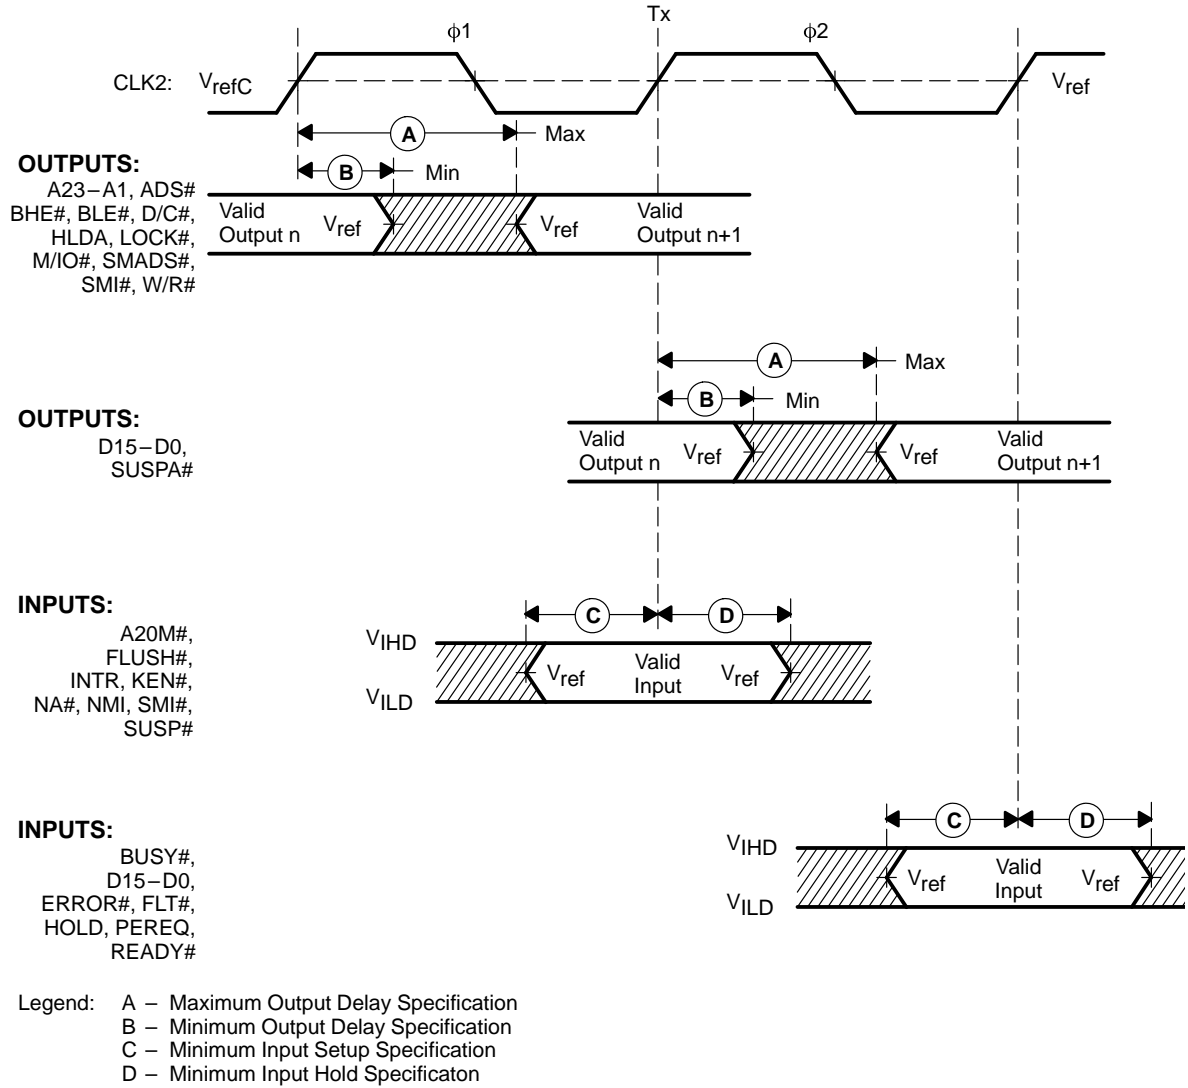 Tx
ϕ1
ϕ2
CLK2: VrefC
Vref
A
Max
B
Min
OUTPUTS:
A23–A1, ADS#
BHE#, BLE#, D/C#,
HLDA, LOCK#,
M/IO#, SMADS#,
SMI#, W/R#
Valid
Output n
Vref
Vref
Valid
Output n+1
A
Max
B
Min
OUTPUTS:
D15–D0,
SUSPA#
Valid
Output n
Vref
Vref
Valid
Output n+1
INPUTS:
A20M#,
FLUSH#,
INTR, KEN#,
NA#, NMI, SMI#,
SUSP#
C
D
VIHD
VILD
Vref
Valid
Input
Vref
INPUTS:
BUSY#,
D15–D0,
ERROR#, FLT#,
HOLD, PEREQ,
READY#
C
D
VIHD
VILD
Vref
Valid
Input
Vref
Legend: A – Maximum Output Delay Specification
B – Minimum Output Delay Specification
C – Minimum Input Setup Specification
D – Minimum Input Hold Specificaton